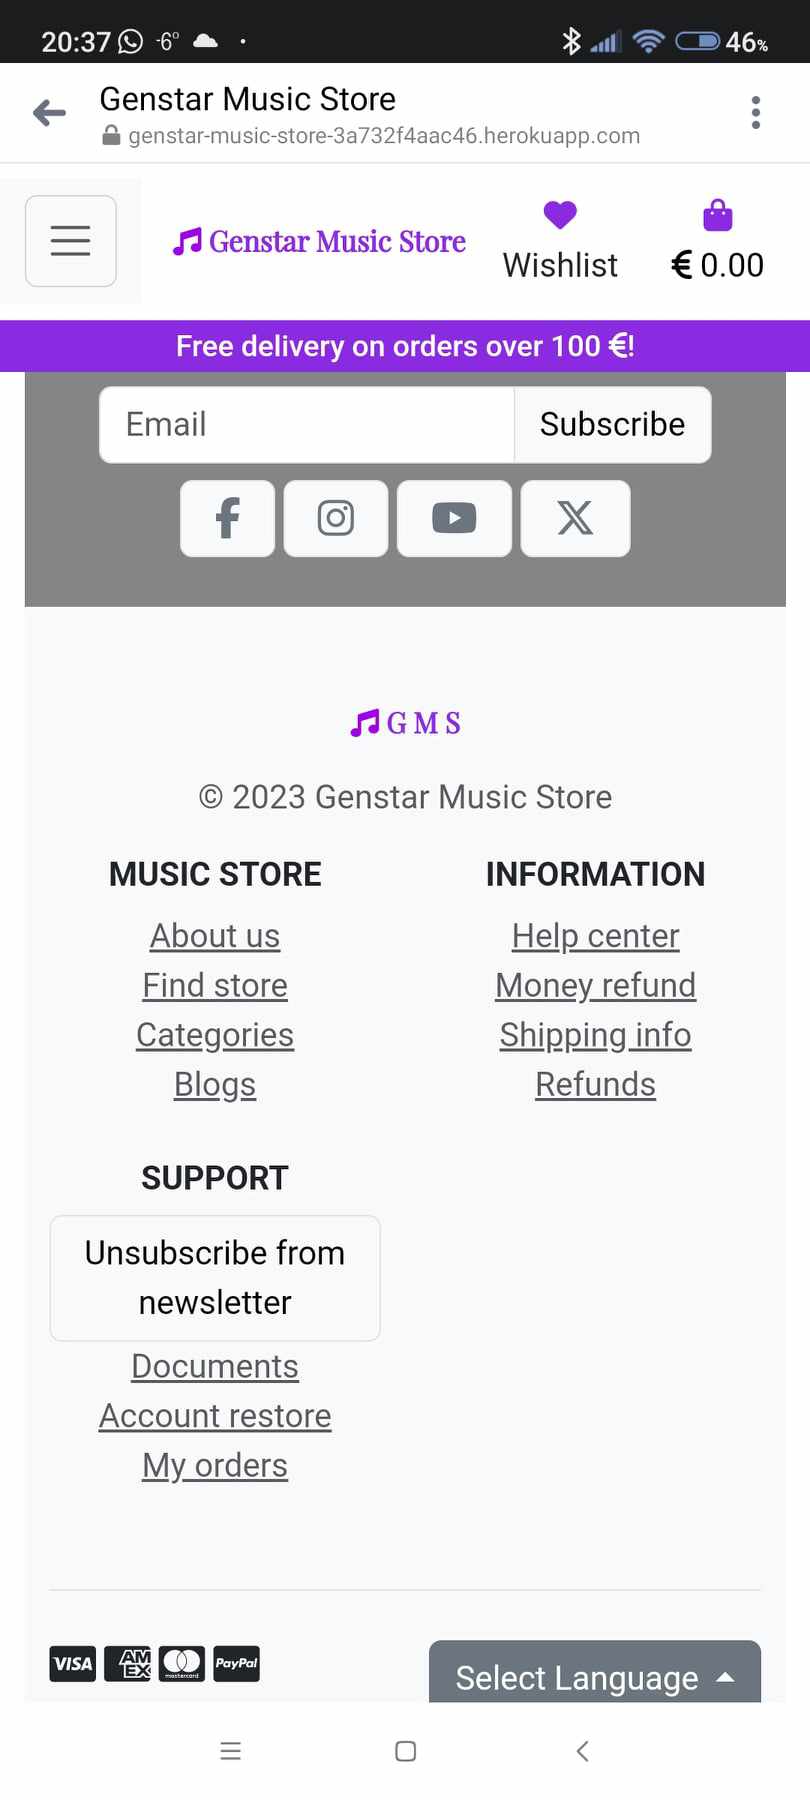 20:37 -6° 46%
Genstar Music Store
genstar-music-store-3a732f4aac46.herokuapp.com
Genstar Music Store
Wishlist
€ 0.00
Free delivery on orders over 100 €!
Email
Subscribe
G M S
© 2023 Genstar Music Store
MUSIC STORE
About us
Find store
Categories
Blogs
INFORMATION
Help center
Money refund
Shipping info
Refunds
SUPPORT
Unsubscribe from
newsletter
Documents
Account restore
My orders
VISA AM EX mastercard PayPal
Select Language